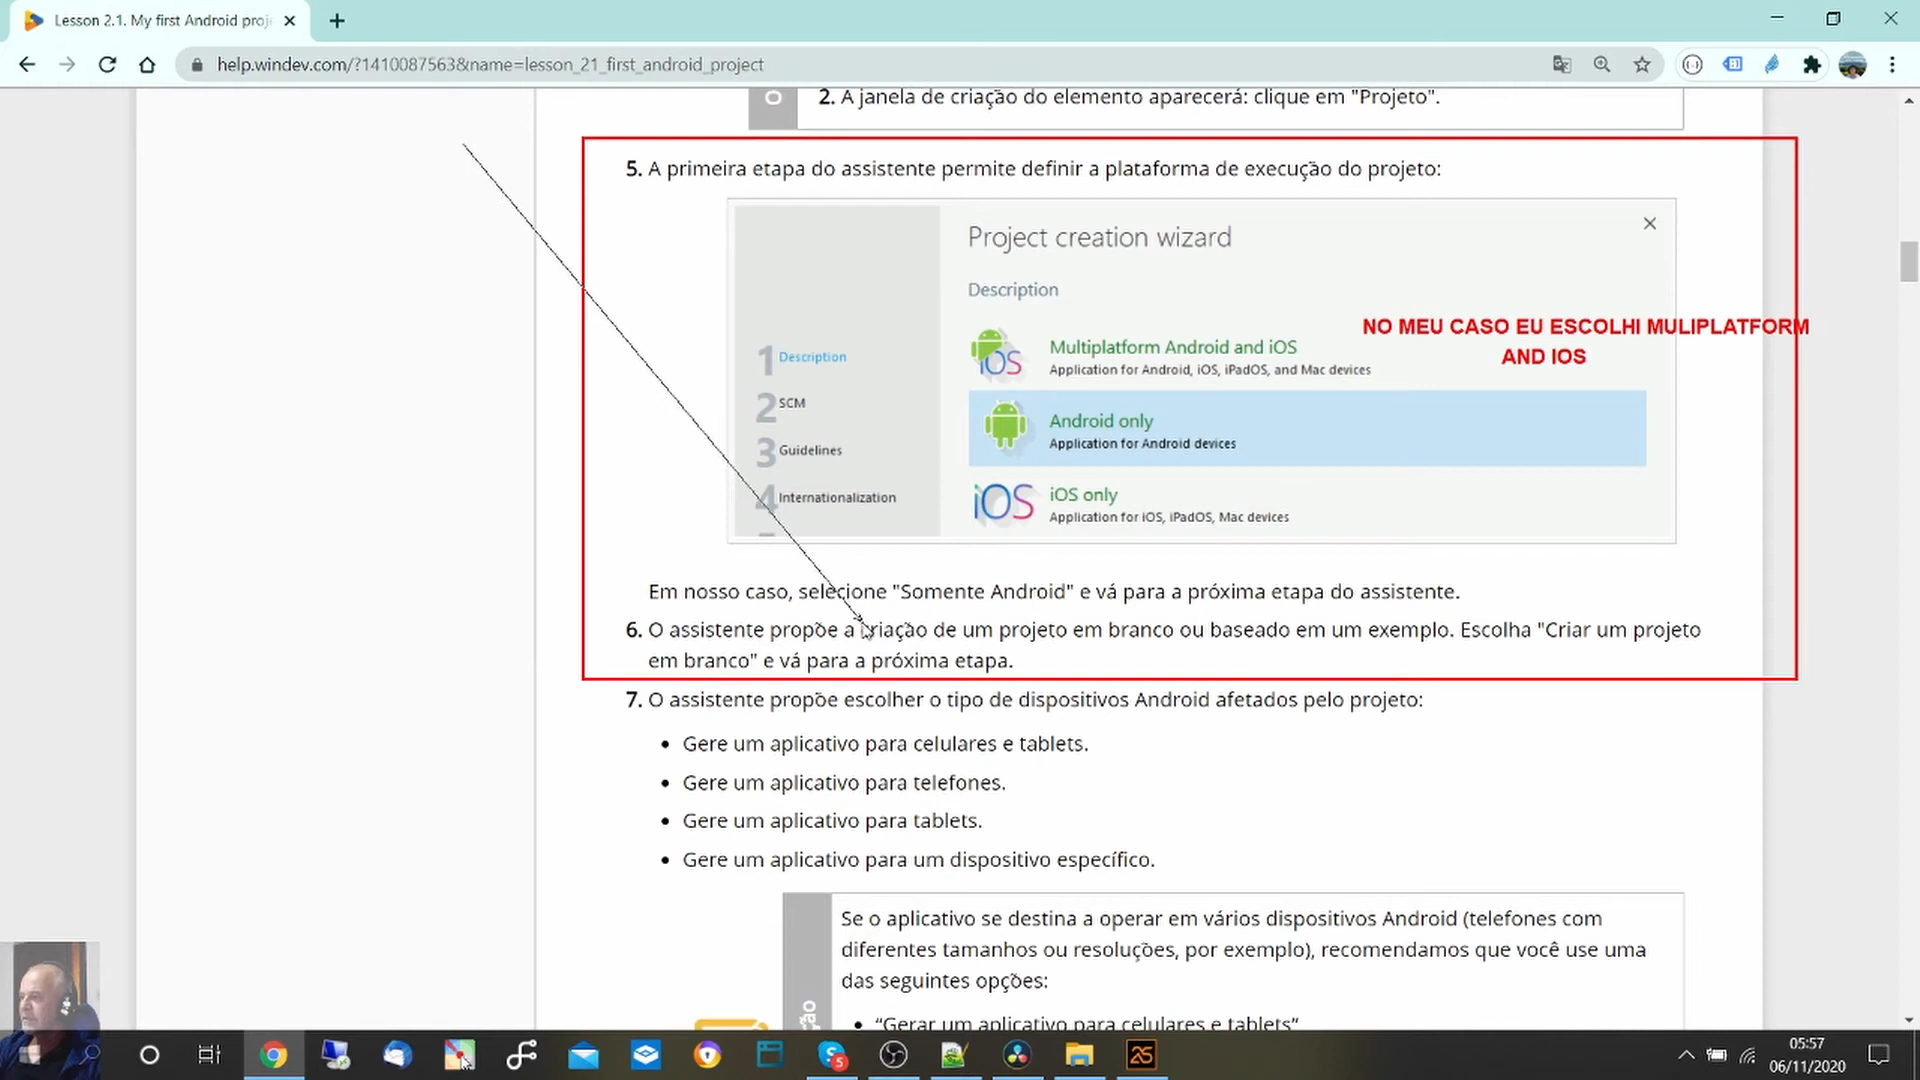 Lesson 2.1. My first Android proj
help.windev.com/?1410087563&name=lesson_21_first_android_project
2. A janela de criação do elemento aparecerá: clique em "Projeto".
5. A primeira etapa do assistente permite definir a plataforma de execução do projeto:
Project creation wizard
Description
NO MEU CASO EU ESCOLHI MULIPLATFORM
AND IOS
1 Description
2 SCM
3 Guidelines
4 Internationalization
iOS
Multiplatform Android and iOS
Application for Android, iOS, iPadOS, and Mac devices
Android only
Application for Android devices
iOS
iOS only
Application for iOS, iPadOS, Mac devices
Em nosso caso, selecione "Somente Android" e vá para a próxima etapa do assistente.
6. O assistente propõe a criação de um projeto em branco ou baseado em um exemplo. Escolha "Criar um projeto
em branco" e vá para a próxima etapa.
7. O assistente propõe escolher o tipo de dispositivos Android afetados pelo projeto:
• Gere um aplicativo para celulares e tablets.
• Gere um aplicativo para telefones.
• Gere um aplicativo para tablets.
• Gere um aplicativo para um dispositivo específico.
Se o aplicativo se destina a operar em vários dispositivos Android (telefones com
diferentes tamanhos ou resoluções, por exemplo), recomendamos que você use uma
das seguintes opções:
• "Gerar um aplicativo para celulares e tablets"
5
25
05:57
06/11/2020